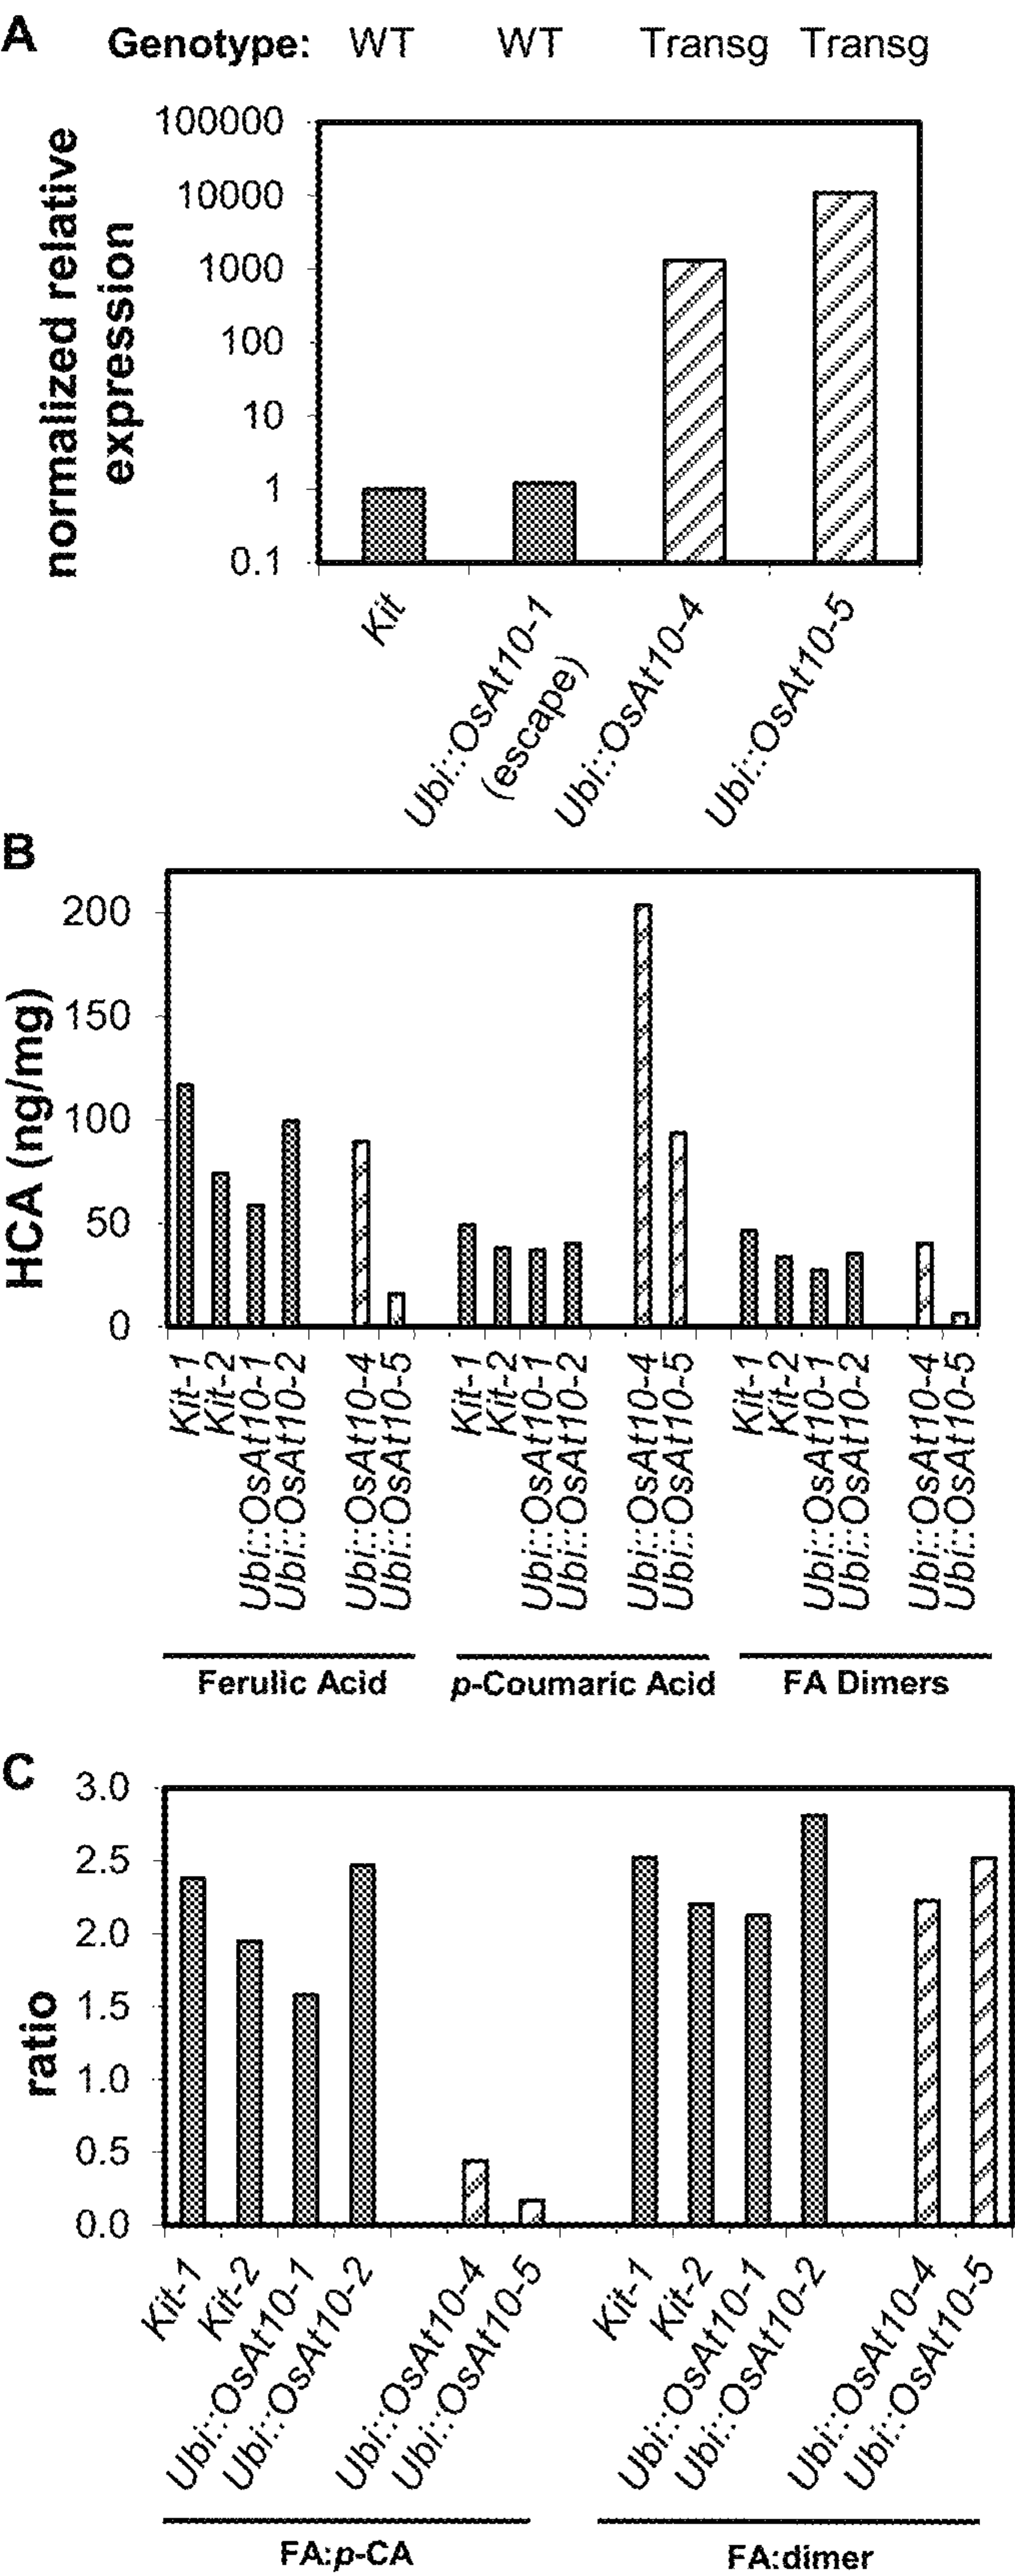 A
Genotype: WT WT Transg Transg
normalized relative
expression
100000
10000
1000
100
10
1
0.1
Kit
Ubi::OsAt10-1
(escape)
Ubi::OsAt10-4
Ubi::OsAt10-5
B
HCA (ng/mg)
200
150
100
50
0
Kit-1
Kit-2
Ubi::OsAt10-1
Ubi::OsAt10-2
Ubi::OsAt10-4
Ubi::OsAt10-5
Kit-1
Kit-2
Ubi::OsAt10-1
Ubi::OsAt10-2
Ubi::OsAt10-4
Ubi::OsAt10-5
Kit-1
Kit-2
Ubi::OsAt10-1
Ubi::OsAt10-2
Ubi::OsAt10-4
Ubi::OsAt10-5
Ferulic Acid
p-Coumaric Acid
FA Dimers
C
ratio
3.0
2.5
2.0
1.5
1.0
0.5
0.0
Kit-1
Kit-2
Ubi::OsAt10-1
Ubi::OsAt10-2
Ubi::OsAt10-4
Ubi::OsAt10-5
Kit-1
Kit-2
Ubi::OsAt10-1
Ubi::OsAt10-2
Ubi::OsAt10-4
Ubi::OsAt10-5
FA:p-CA
FA:dimer